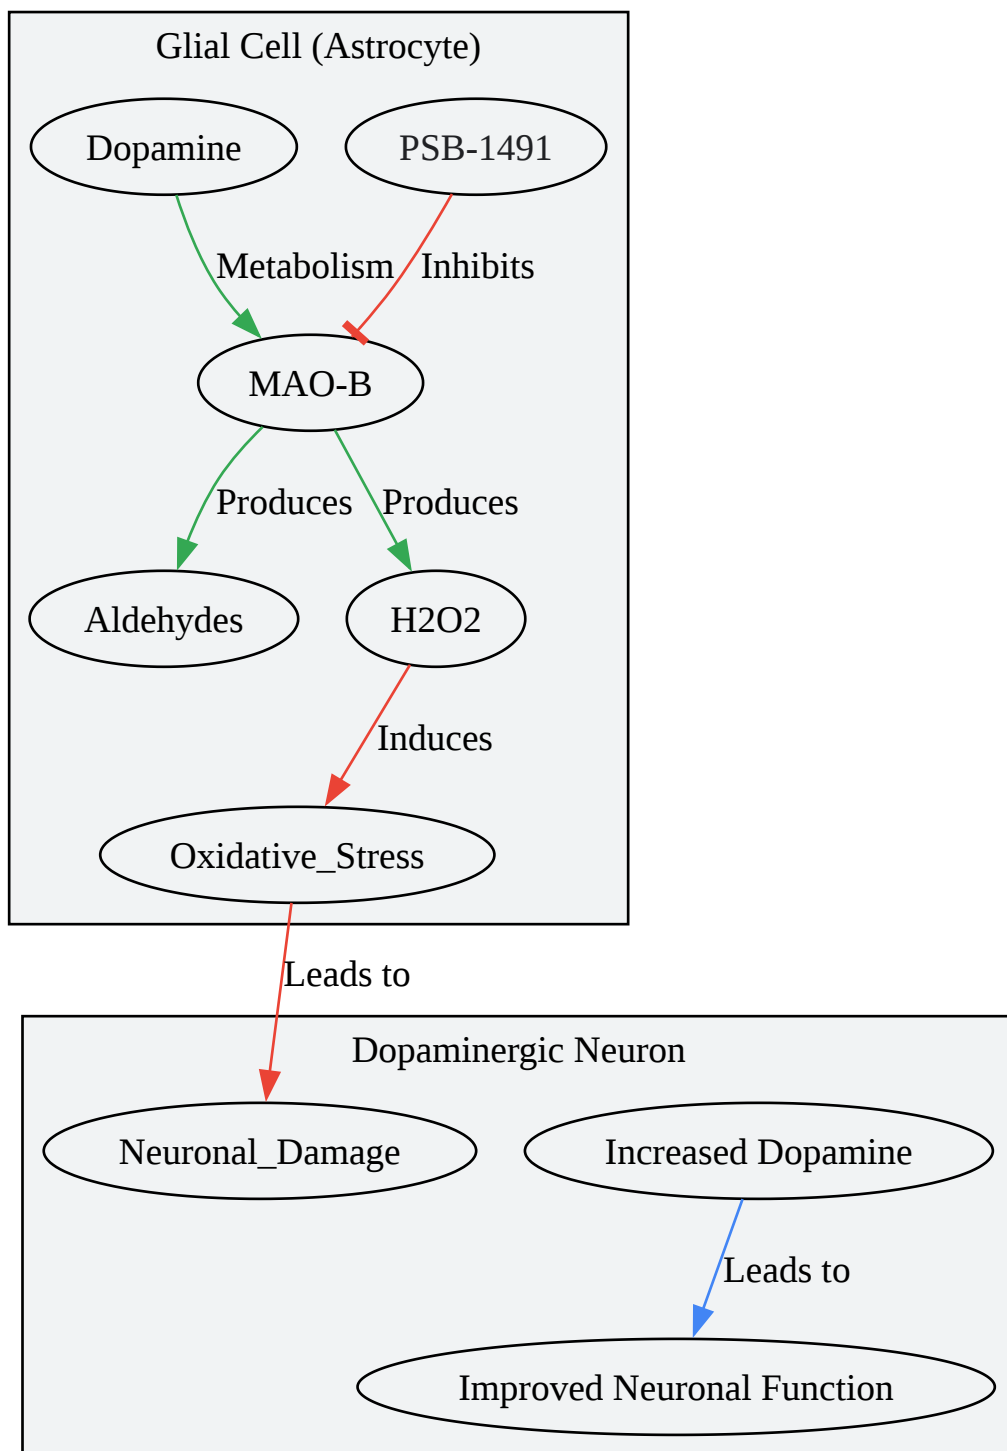 Glial Cell (Astrocyte)
Dopamine
PSB-1491
Metabolism
Inhibits
MAO-B
Produces
Produces
Aldehydes
H2O2
Induces
Oxidative_Stress
Leads to
Dopaminergic Neuron
Neuronal_Damage
Increased Dopamine
Leads to
Improved Neuronal Function